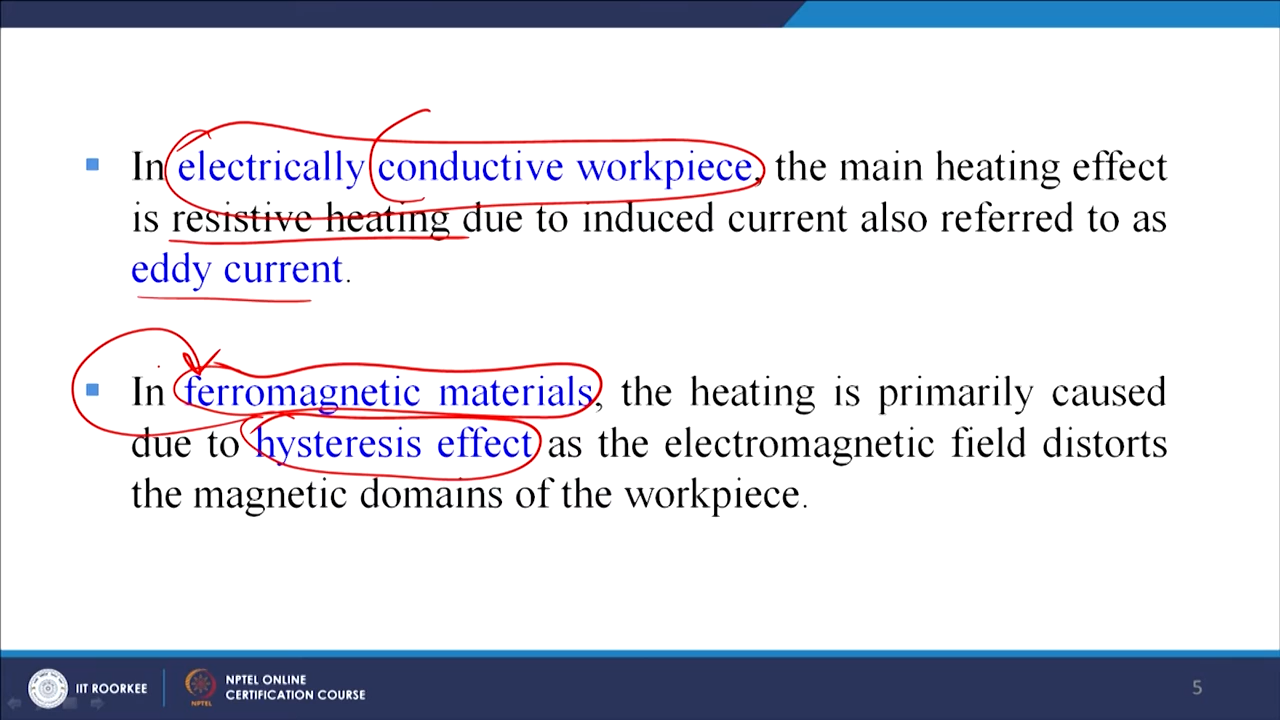 In electrically conductive workpiece, the main heating effect
is resistive heating due to induced current also referred to as
eddy current.
In ferromagnetic materials, the heating is primarily caused
due to hysteresis effect as the electromagnetic field distorts
the magnetic domains of the workpiece.
IIT ROORKEE
NPTEL
NPTEL ONLINE
CERTIFICATION COURSE
5